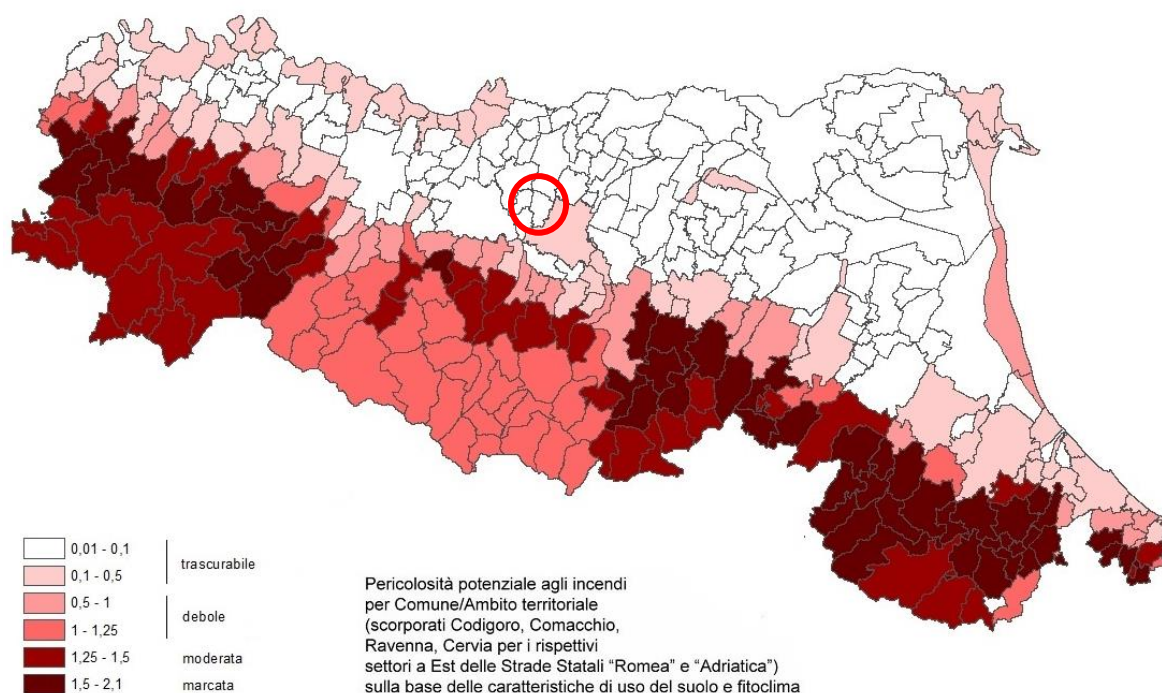 0,01 - 0,1
0,1 - 0,5
trascurabile
0,5 - 1
1 - 1,25
debole
1,25 - 1,5 moderata
1,5 - 2,1 marcata
Pericolosità potenziale agli incendi
per Comune/Ambito territoriale
(scorporati Codigoro, Comacchio,
Ravenna, Cervia per i rispettivi
settori a Est delle Strade Statali “Romea” e “Adriatica”)
sulla base delle caratteristiche di uso del suolo e fitoclima